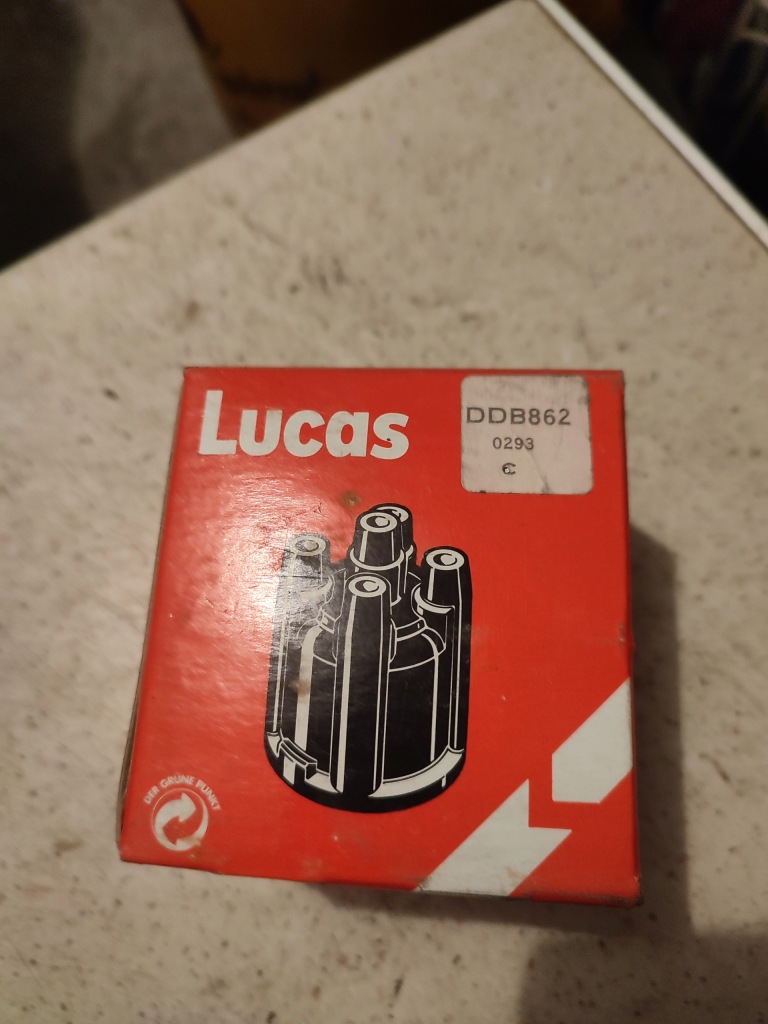 Lucas
DDB862
0293
C
DER GRÜNE PUNKT